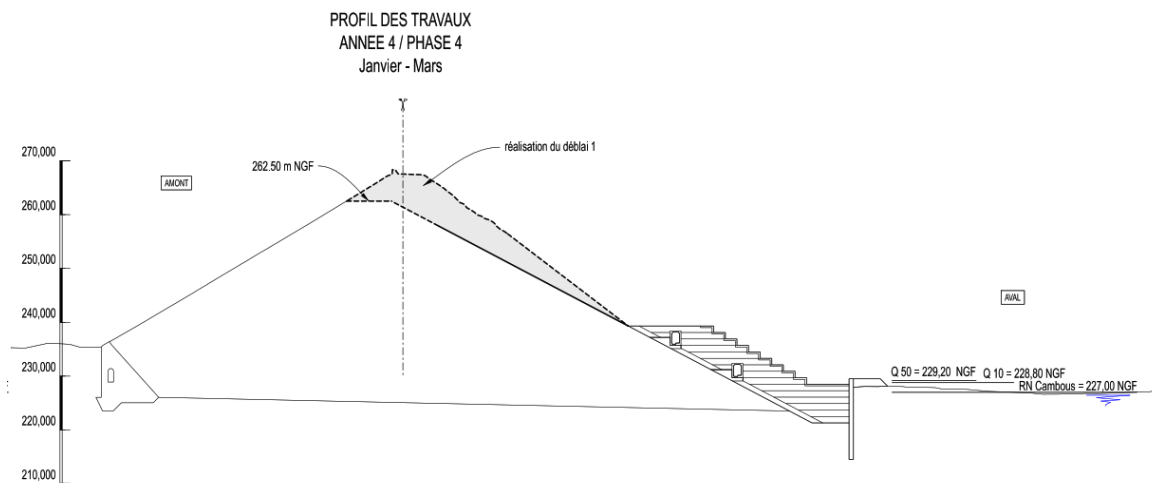 PROFIL DES TRAVAUX
ANNEE 4 / PHASE 4
Janvier - Mars
270,000
262.50 m NGF
réalisation du déblai 1
AMONT
260,000
250,000
240,000
AVAL
230,000
Q 50 = 229,20 NGF Q 10 = 228,80 NGF
RN Cambous = 227,00 NGF
220,000
210,000